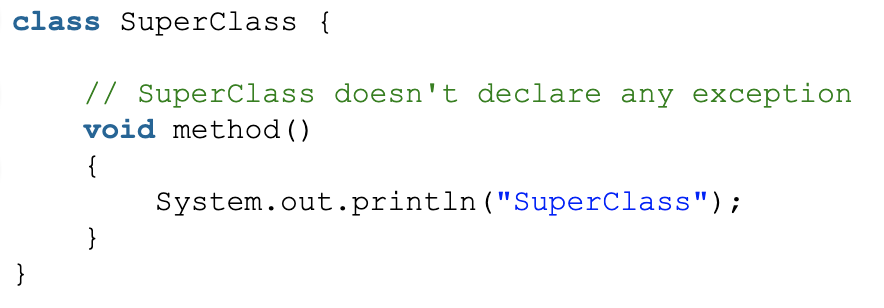 class SuperClass {
// SuperClass doesn't declare any exception
void method()
{
System.out.println("SuperClass");
}
}